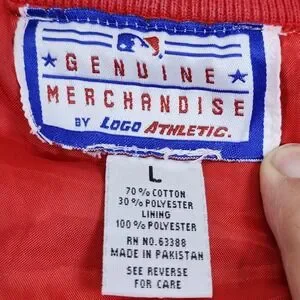 GENUINE
MERCHANDISE
BY LOGO ATHLETIC.
L
70% COTTON
30% POLYESTER
LINING
100% POLYESTER
RN NO. 63388
MADE IN PAKISTAN
SEE REVERSE
FOR CARE